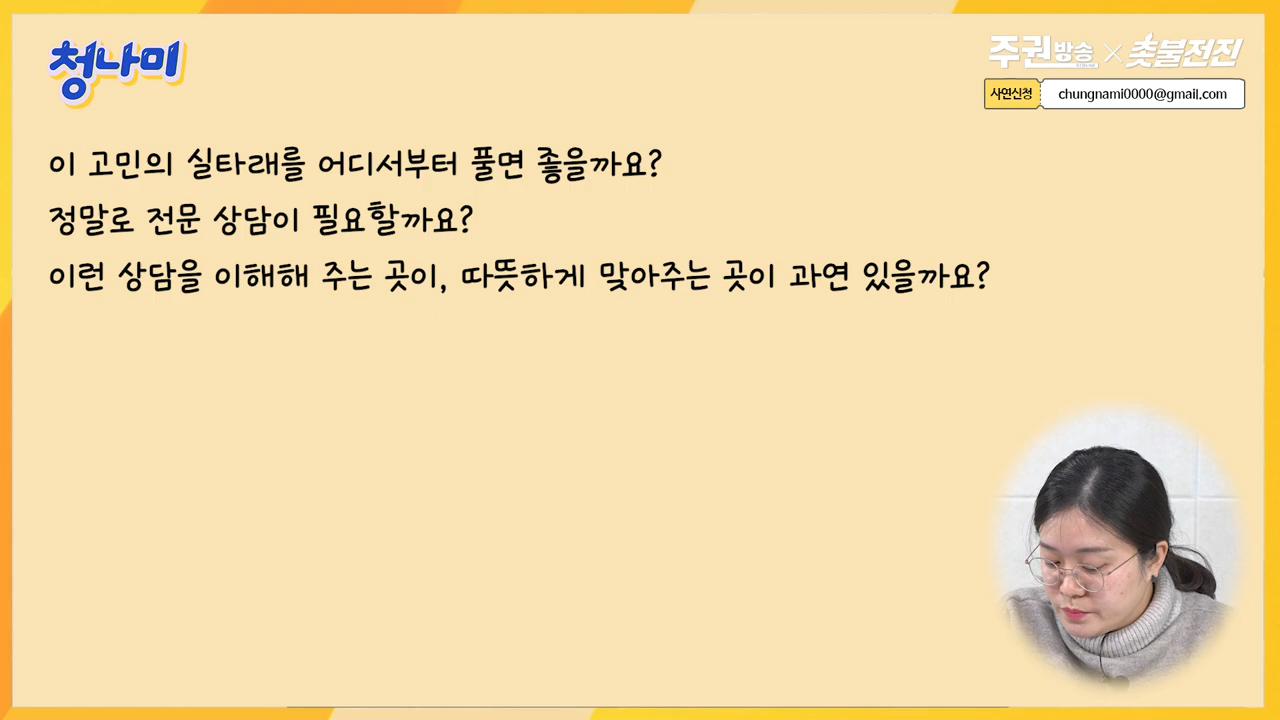 청나미
주권방송×촛불전진
사연신청 chungnami0000@gmail.com
이 고민의 실타래를 어디서부터 풀면 좋을까요?
정말로 전문 상담이 필요할까요?
이런 상담을 이해해 주는 곳이, 따뜻하게 맞아주는 곳이 과연 있을까요?